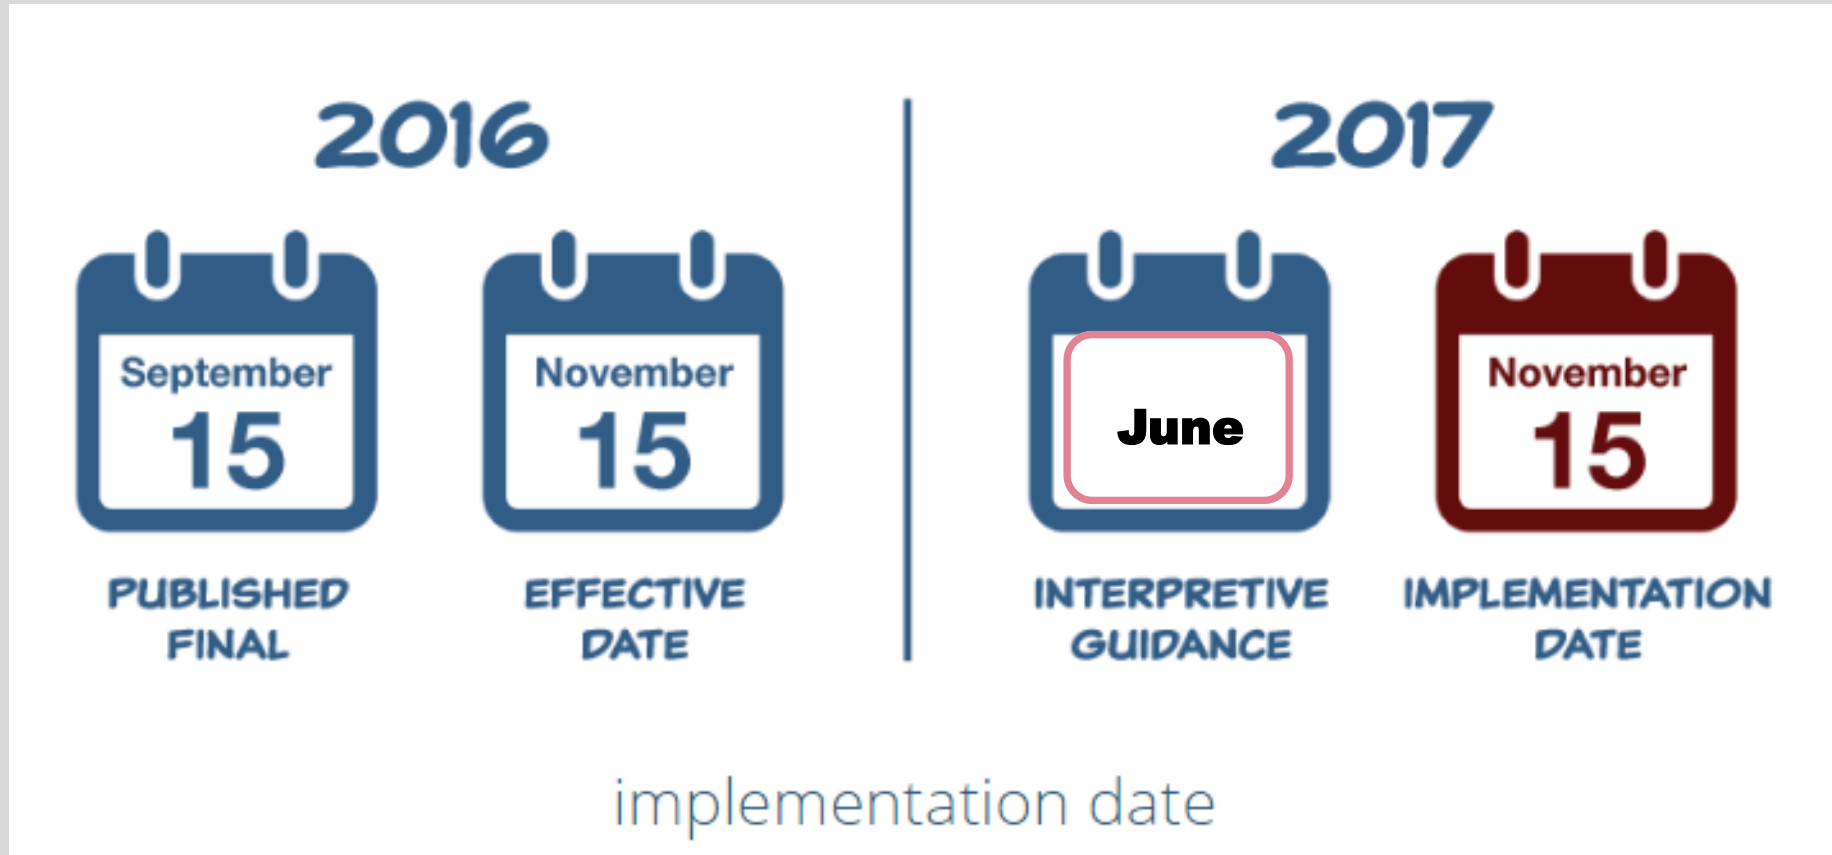 2016
September
15
PUBLISHED
FINAL
November
15
EFFECTIVE
DATE
2017
June
INTERPRETIVE
GUIDANCE
November
15
IMPLEMENTATION
DATE
implementation date